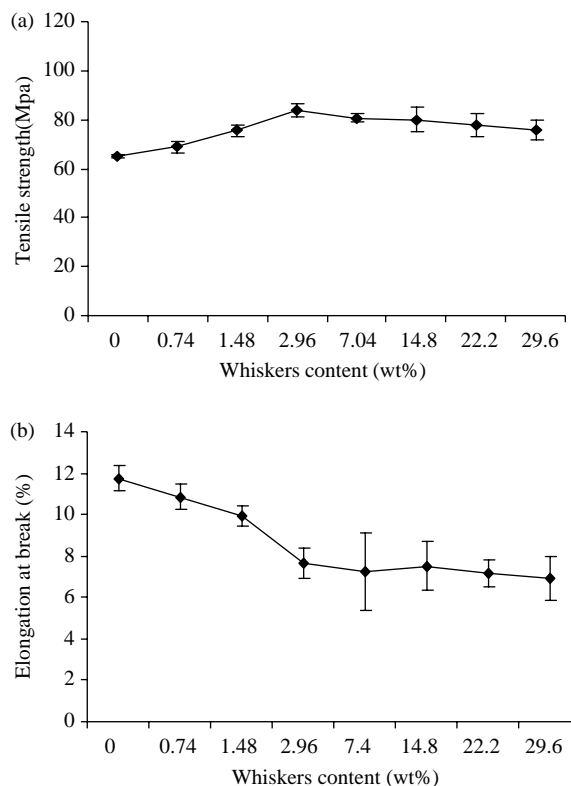 (a)
120
100
80
60
40
20
0
Tensile strength(Mpa)
0 0.74 1.48 2.96 7.04 14.8 22.2 29.6
Whiskers content (wt%)
(b)
14
12
10
8
6
4
2
0
Elongation at break (%)
0 0.74 1.48 2.96 7.4 14.8 22.2 29.6
Whiskers content (wt%)